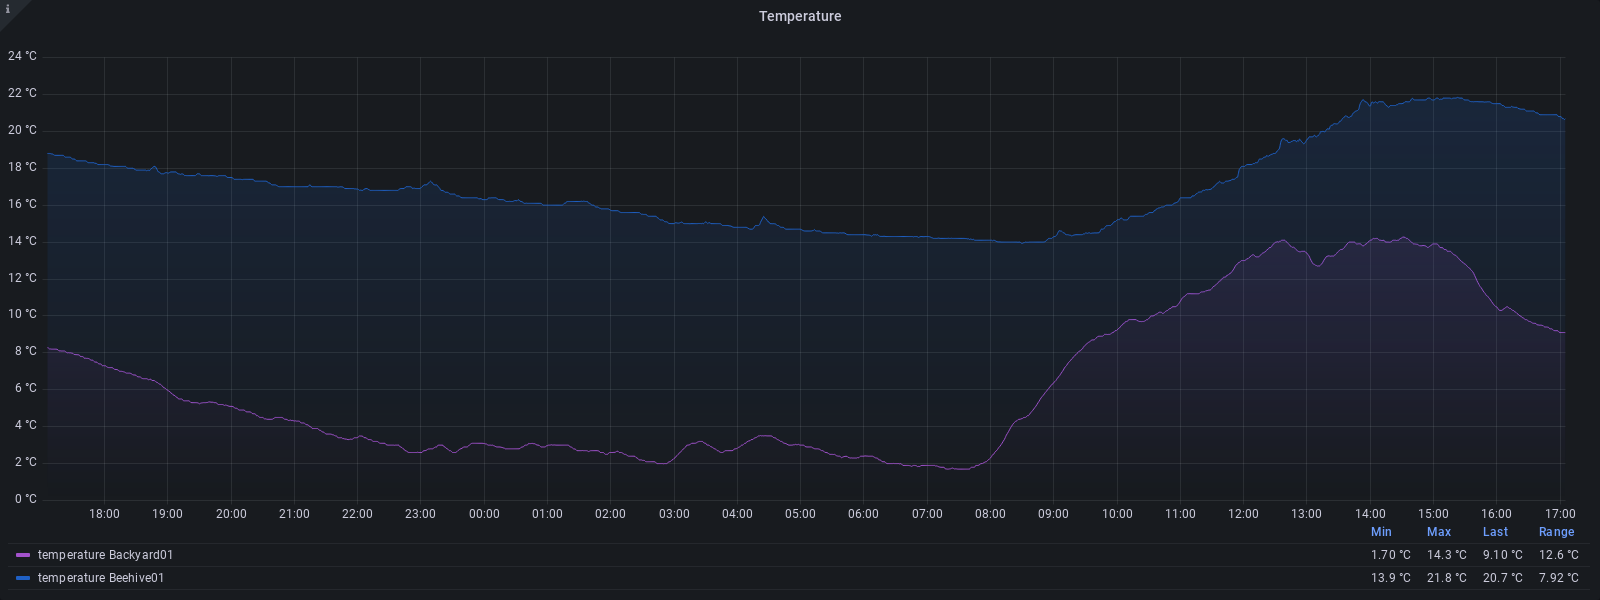 i
Temperature
24 °C
22 °C
20 °C
18 °C
16 °C
14 °C
12 °C
10 °C
8 °C
6 °C
4 °C
2 °C
0 °C
18:00 19:00 20:00 21:00 22:00 23:00 00:00 01:00 02:00 03:00 04:00 05:00 06:00 07:00 08:00 09:00 10:00 11:00 12:00 13:00 14:00 15:00 16:00 17:00
Min Max Last Range
temperature Backyard01 1.70 °C 14.3 °C 9.10 °C 12.6 °C
temperature Beehive01 13.9 °C 21.8 °C 20.7 °C 7.92 °C